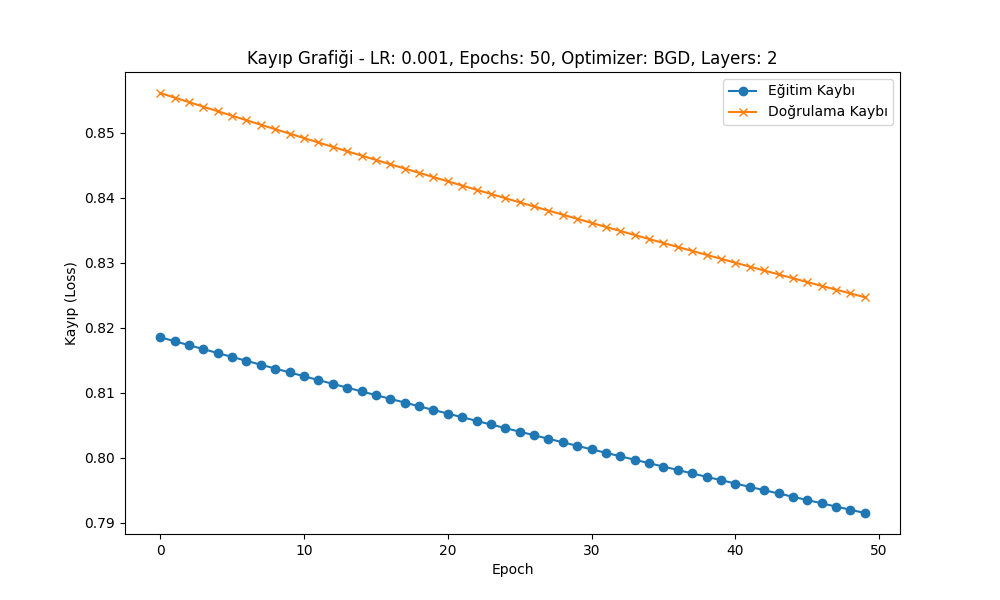 Kayıp Grafiği - LR: 0.001, Epochs: 50, Optimizer: BGD, Layers: 2
Eğitim Kaybı
Doğrulama Kaybı
Kayıp (Loss)
0.85
0.84
0.83
0.82
0.81
0.80
0.79
0 10 20 30 40 50
Epoch